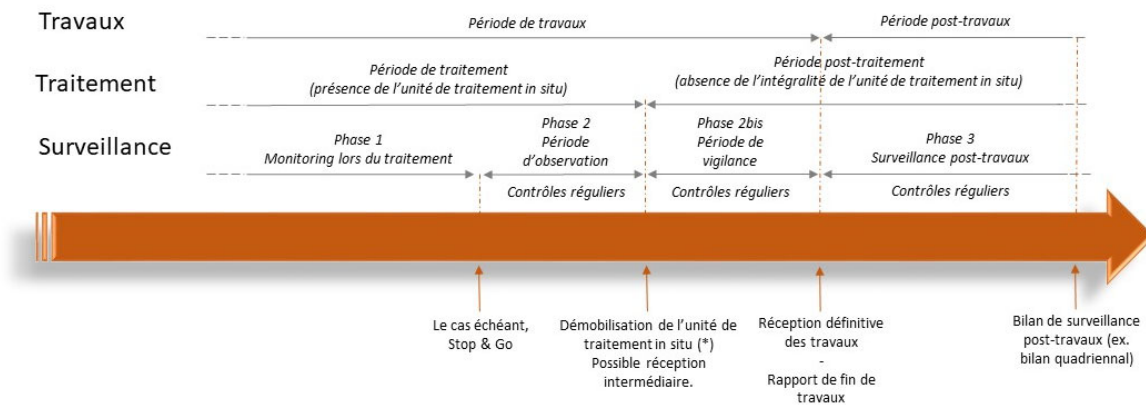 Travaux
Période de travaux
Période post-travaux
Traitement
Période de traitement
(présence de l’unité de traitement in situ)
Période post-traitement
(absence de l’intégralité de l’unité de traitement in situ)
Surveillance
Phase 1
Monitoring lors du traitement
Phase 2
Période
d’observation
Contrôles réguliers
Phase 2bis
Période de
vigilance
Contrôles réguliers
Phase 3
Surveillance post-travaux
Contrôles réguliers
Le cas échéant,
Stop & Go
Démobilisation de l’unité de
traitement in situ (*)
Possible réception
intermédiaire.
Réception définitive
des travaux
-
Rapport de fin de
travaux
Bilan de surveillance
post-travaux (ex.
bilan quadriennal)